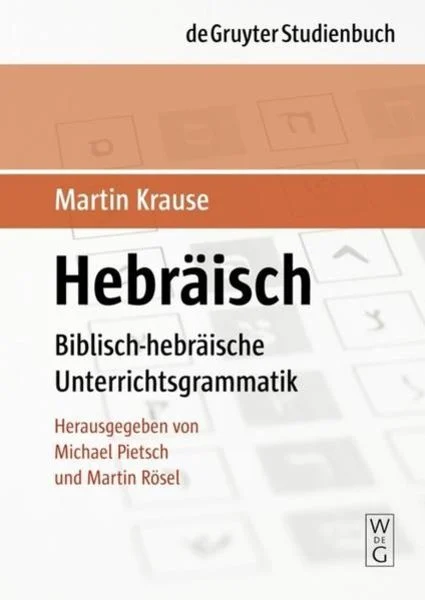 de Gruyter Studienbuch
Martin Krause
Hebräisch
Biblisch-hebräische
Unterrichtsgrammatik
Herausgegeben von
Michael Pietsch
und Martin Rösel
W
DE
G